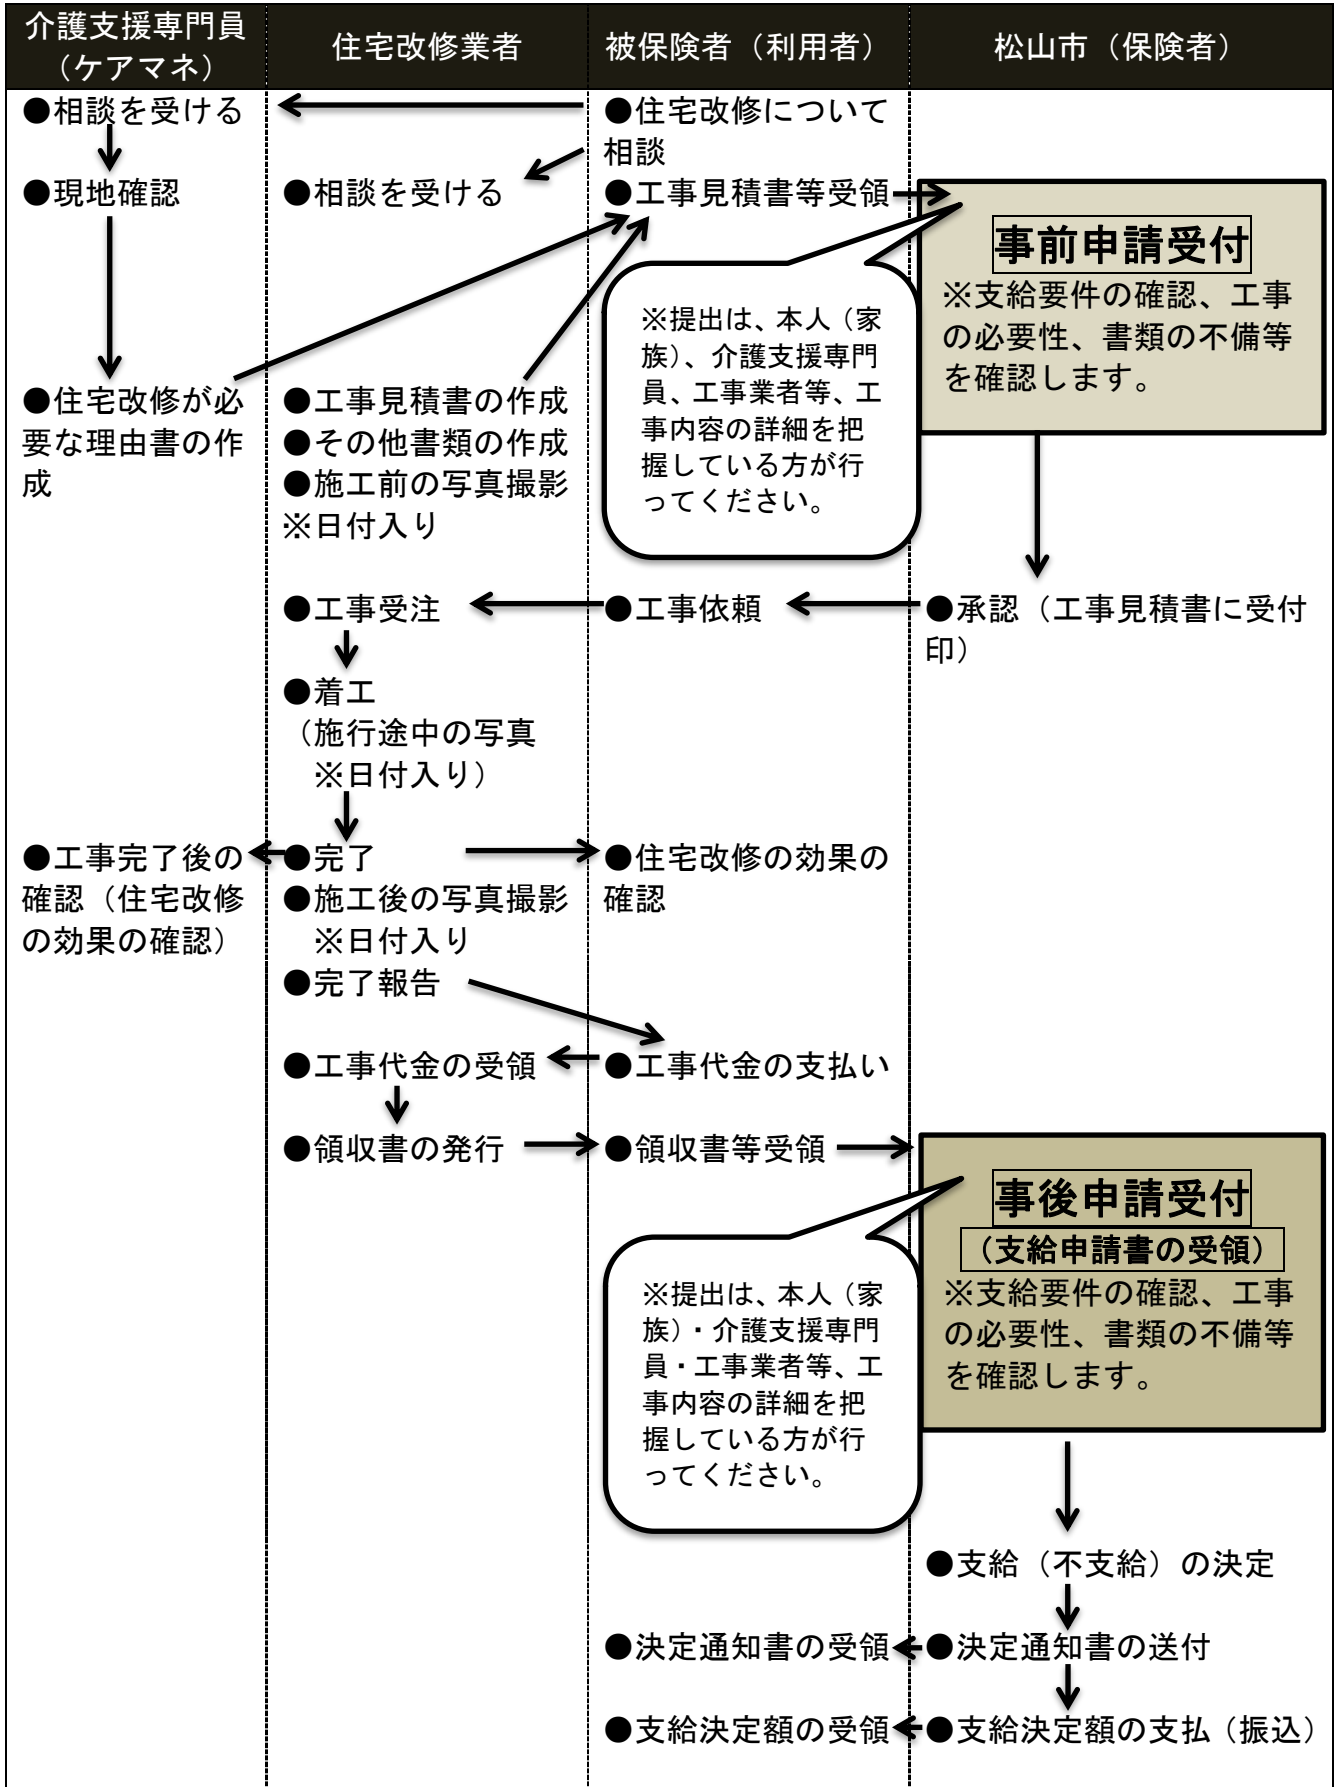 介護支援専門員
（ケアマネ）
住宅改修業者
被保険者（利用者）
松山市（保険者）
●相談を受ける
●住宅改修について
相談
●現地確認
●相談を受ける
●工事見積書等受領
事前申請受付
※支給要件の確認、工事
の必要性、書類の不備等
を確認します。
※提出は、本人（家
族）、介護支援専門
員、工事業者等、工
事内容の詳細を把
握している方が行
ってください。
●住宅改修が必
要な理由書の作
成
●工事見積書の作成
●その他書類の作成
●施工前の写真撮影
※日付入り
●工事受注
●工事依頼
●承認（工事見積書に受付
印）
●着工
（施行途中の写真
※日付入り）
●工事完了後の
確認（住宅改修
の効果の確認）
●完了
●施工後の写真撮影
※日付入り
●完了報告
●住宅改修の効果の
確認
●工事代金の受領
●工事代金の支払い
●領収書の発行
●領収書等受領
事後申請受付
（支給申請書の受領）
※支給要件の確認、工事
の必要性、書類の不備等
を確認します。
※提出は、本人（家
族）・介護支援専門
員・工事業者等、工
事内容の詳細を把
握している方が行
ってください。
●支給（不支給）の決定
●決定通知書の受領
●決定通知書の送付
●支給決定額の受領
●支給決定額の支払（振込）